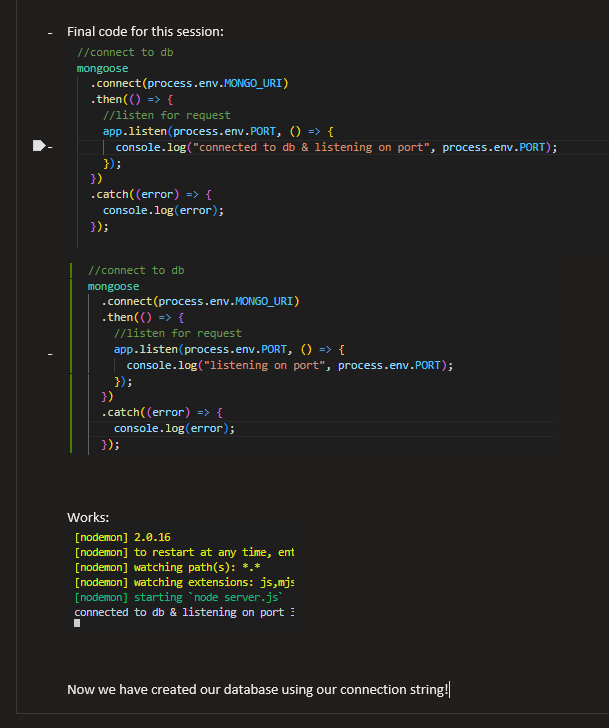 - Final code for this session:
//connect to db
mongoose
.connect(process.env.MONGO_URI)
.then(() => {
//listen for request
app.listen(process.env.PORT, () => {
- console.log("connected to db & listening on port", process.env.PORT);
});
})
.catch((error) => {
console.log(error);
});
//connect to db
mongoose
.connect(process.env.MONGO_URI)
.then(() => {
//listen for request
- app.listen(process.env.PORT, () => {
console.log("listening on port", process.env.PORT);
});
})
.catch((error) => {
console.log(error);
});
Works:
[nodemon] 2.0.16
[nodemon] to restart at any time, ent
[nodemon] watching path(s): *.*
[nodemon] watching extensions: js,mjs
[nodemon] starting `node server.js`
connected to db & listening on port
Now we have created our database using our connection string!